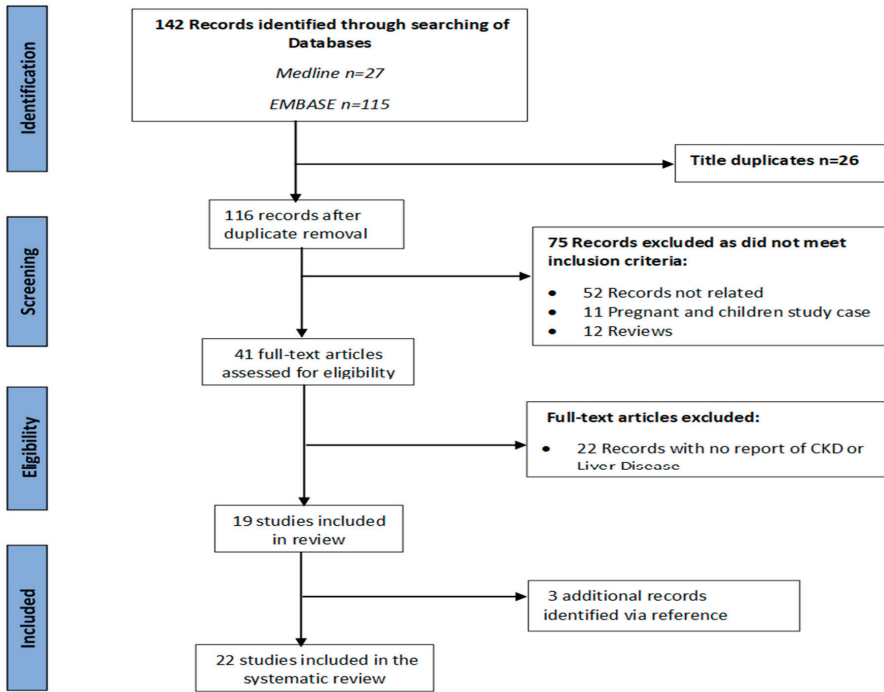 Identification
142 Records identified through searching of
Databases
Medline n=27
EMBASE n=115
Title duplicates n=26
Screening
116 records after
duplicate removal
75 Records excluded as did not meet
inclusion criteria:
• 52 Records not related
• 11 Pregnant and children study case
• 12 Reviews
41 full-text articles
assessed for eligibility
Eligibility
Full-text articles excluded:
• 22 Records with no report of CKD or
Liver Disease
19 studies included
in review
Included
3 additional records
identified via reference
22 studies included in the
systematic review